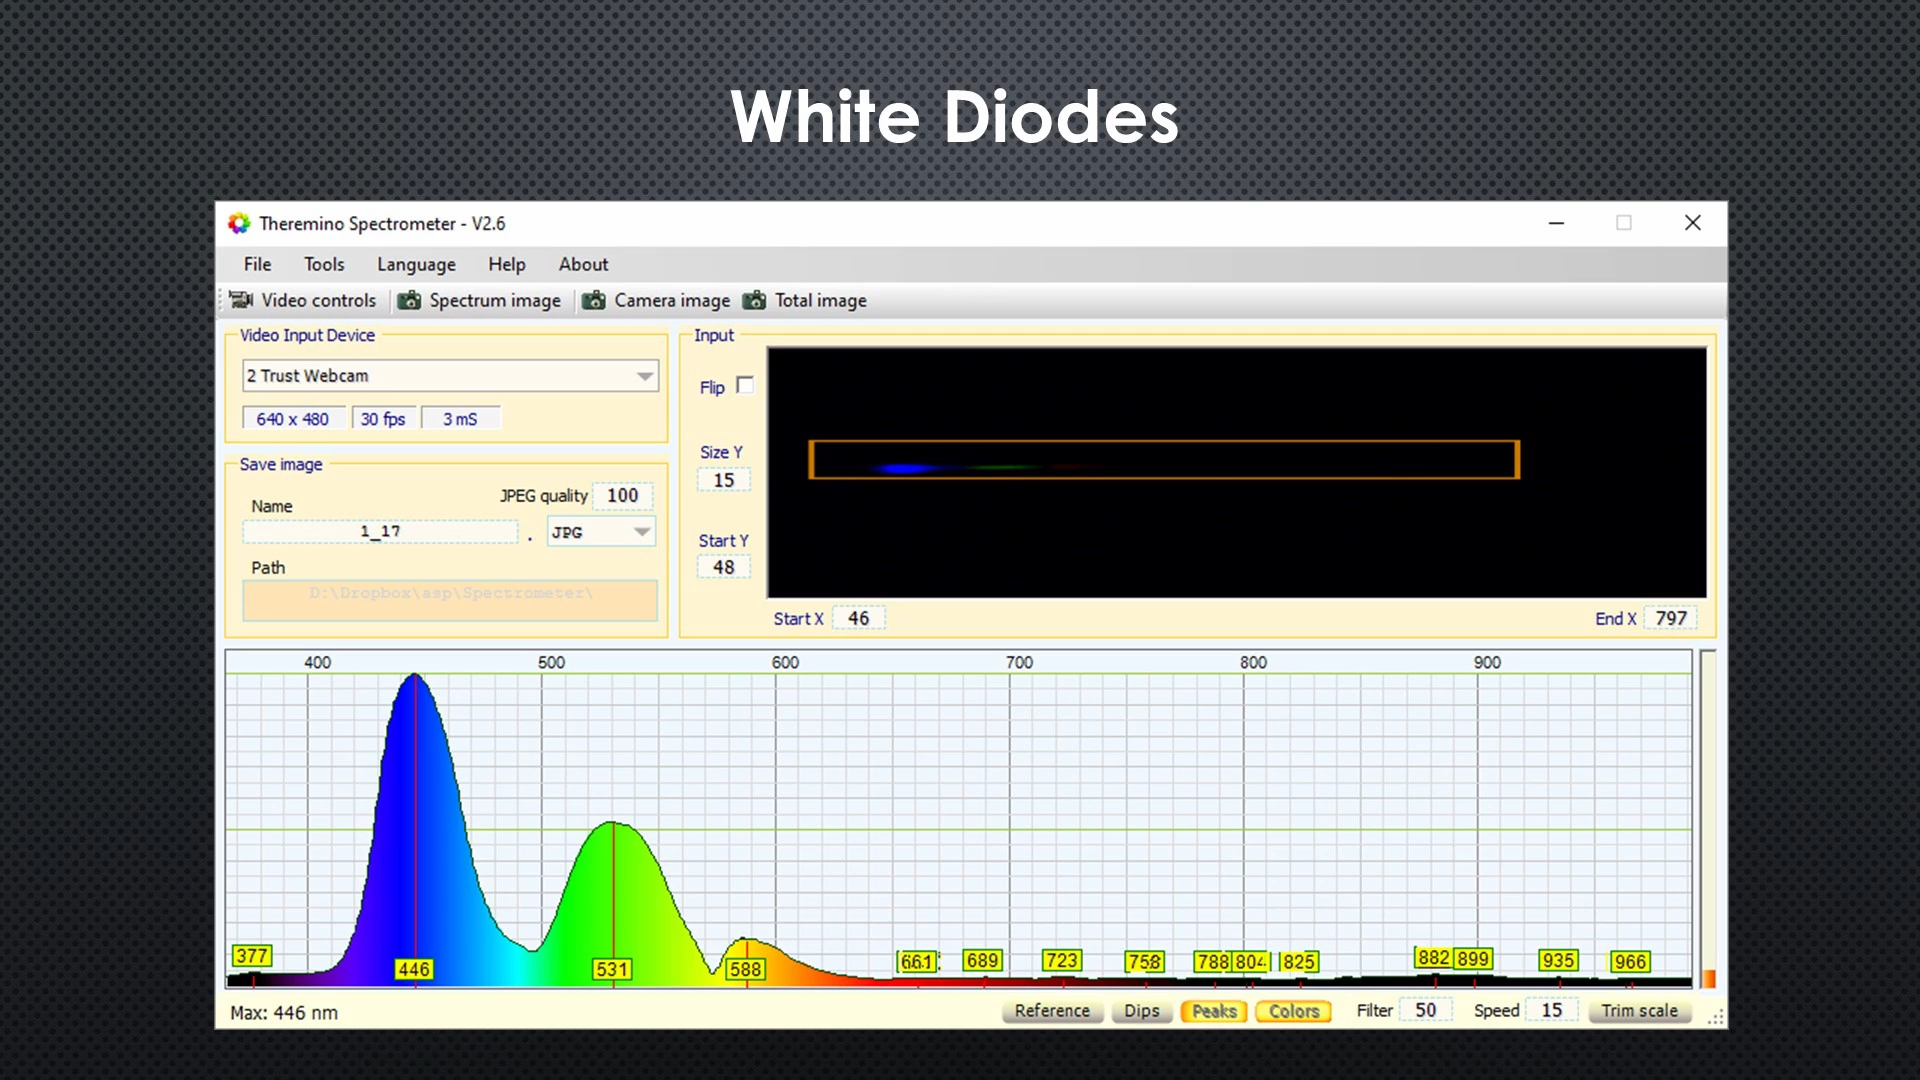 White Diodes
Theremino Spectrometer - V2.6
File Tools Language Help About
Video controls Spectrum image Camera image Total image
Video Input Device
2 Trust Webcam
640 x 480 30 fps 3 mS
Save image
Name
JPEG quality 100
1_17 . JPG
Path
D:\Dropbox\asp\Spectrometer\
Input
Flip
Size Y
15
Start Y
48
Start X 46
End X 797
400 500 600 700 800 900
377 446 531 588 661 689 723 758 788 804 825 882 899 935 966
Max: 446 nm
Reference Dips Peaks Colors Filter 50 Speed 15 Trim scale